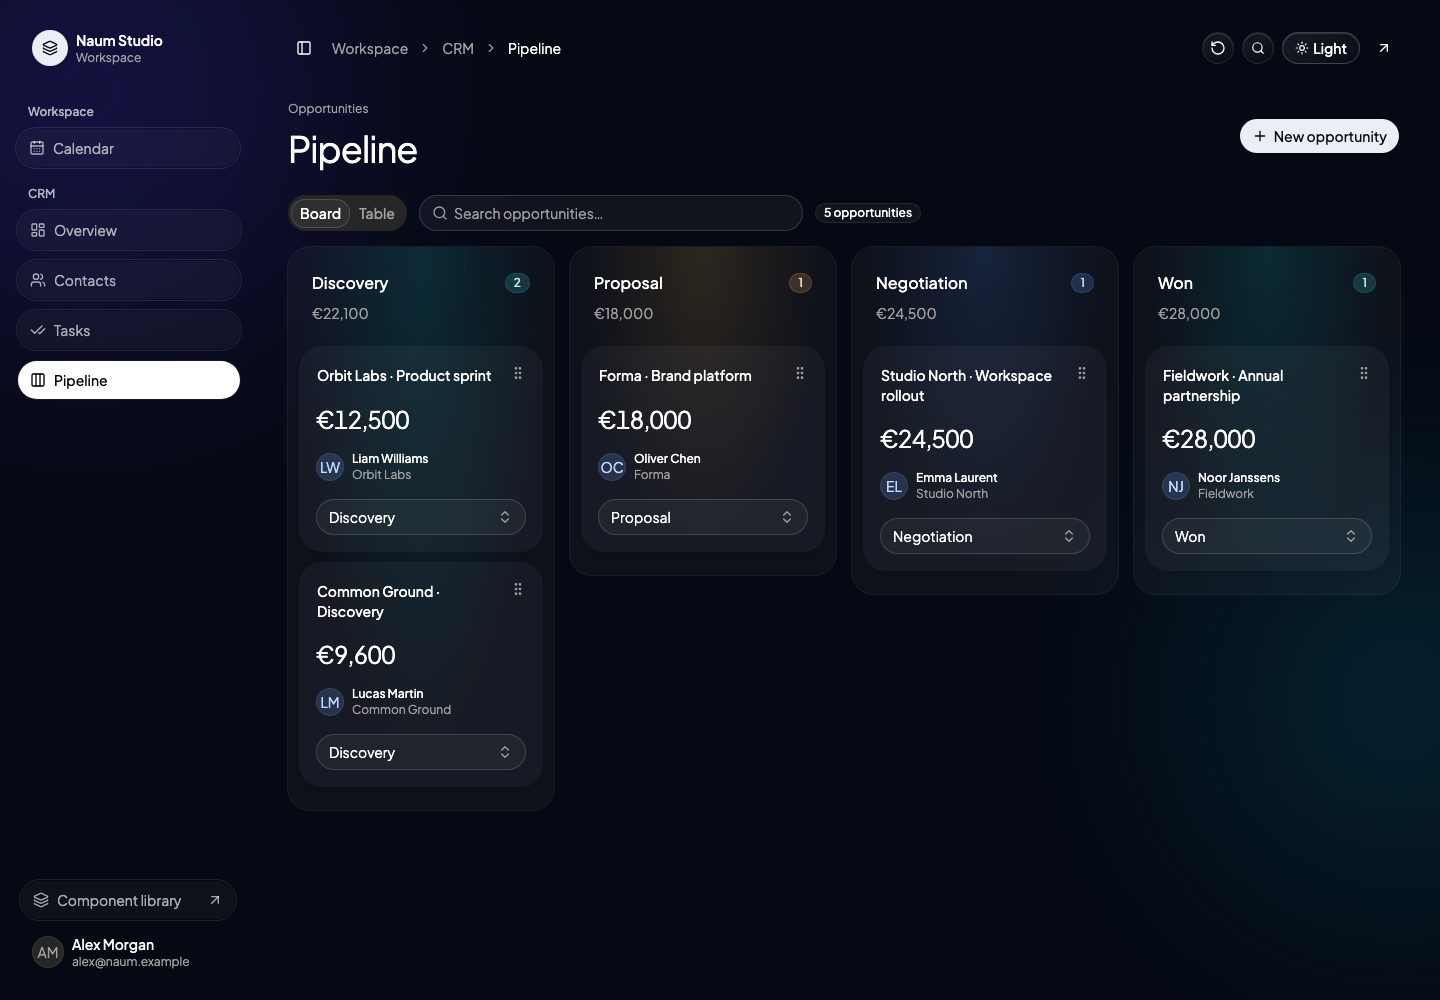 Naum Studio
Workspace
Workspace
Calendar
CRM
Overview
Contacts
Tasks
Pipeline
Component library
AM
Alex Morgan
alex@naum.example
Workspace > CRM > Pipeline
Light
Opportunities
Pipeline
New opportunity
Board Table
Search opportunities...
5 opportunities
Discovery 2
€22,100
Orbit Labs · Product sprint
€12,500
LW
Liam Williams
Orbit Labs
Discovery
Common Ground ·
Discovery
€9,600
LM
Lucas Martin
Common Ground
Discovery
Proposal 1
€18,000
Forma · Brand platform
€18,000
OC
Oliver Chen
Forma
Proposal
Negotiation 1
€24,500
Studio North · Workspace
rollout
€24,500
EL
Emma Laurent
Studio North
Negotiation
Won 1
€28,000
Fieldwork · Annual
partnership
€28,000
NJ
Noor Janssens
Fieldwork
Won